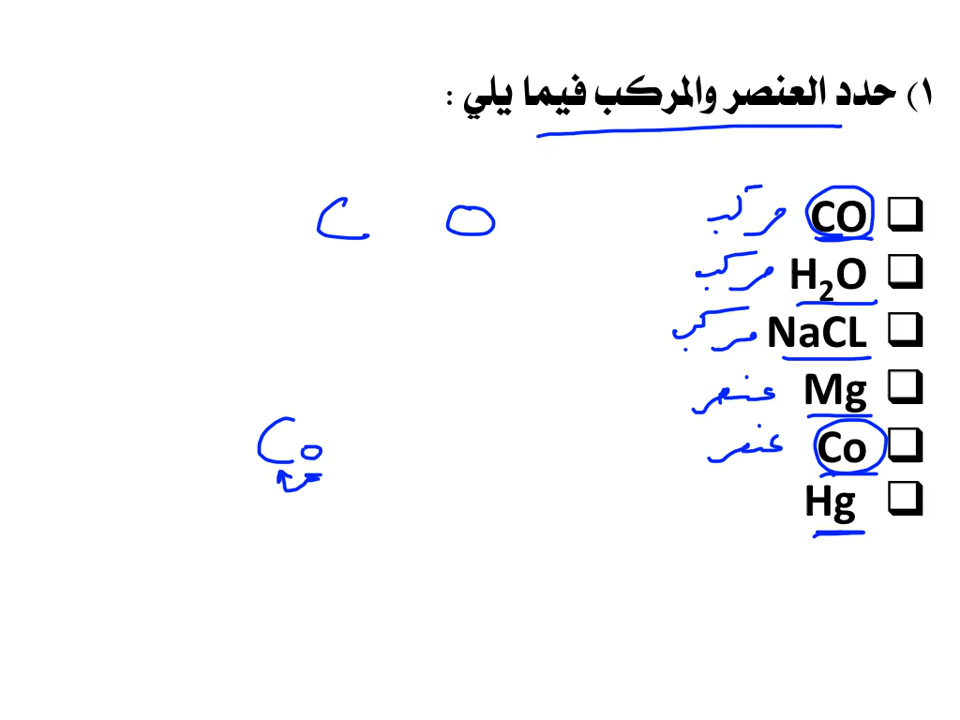 ١) حدد العنصر والمركب فيما يلي :
❑ CO مركب C O
❑ H₂O مركب
❑ NaCL مركب
❑ Mg عنصر
❑ Co عنصر Co
❑ Hg